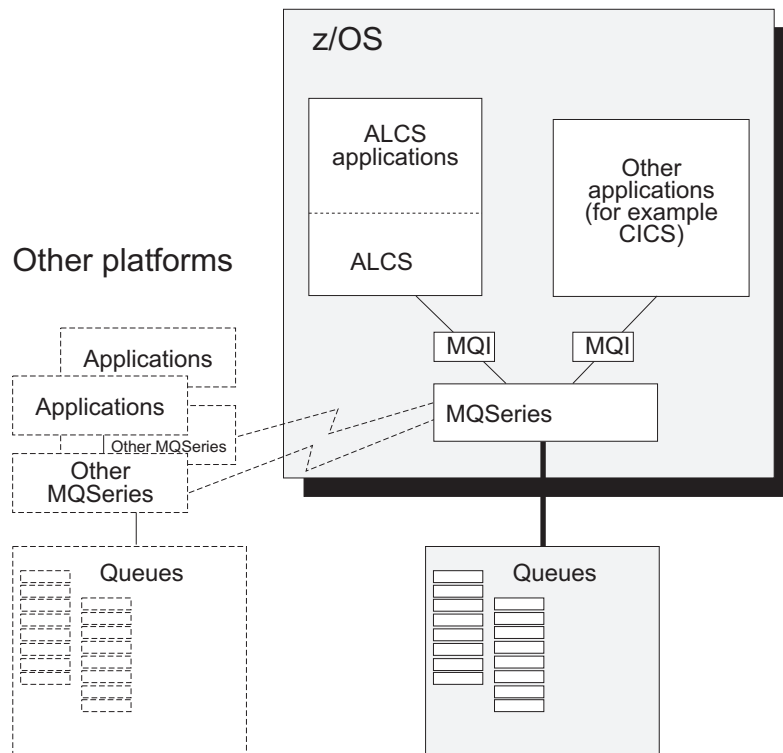 z/OS
ALCS
applications
ALCS
Other
applications
(for example
CICS)
MQI
MQI
MQSeries
Queues
Other platforms
Applications
Applications
Other MQSeries
Other
MQSeries
Queues